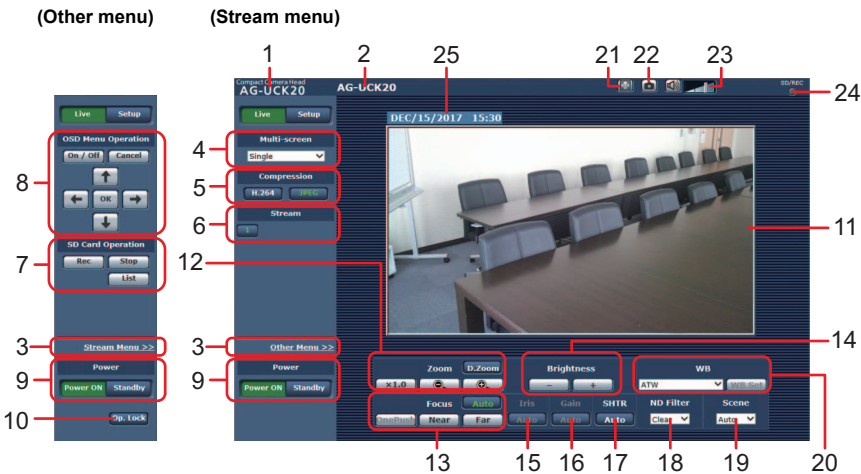 (Other menu)
(Stream menu)
1
2
25
21
22
23
24
Compact Camera Head
AG-UCK20
AG-UCK20
SD/REC
Live
Setup
OSD Menu Operation
On / Off
Cancel
OK
8
SD Card Operation
Rec
Stop
List
7
Stream Menu >>
3
Power
Power ON
Standby
9
Op. Lock
10
Live
Setup
Multi-screen
Single
4
Compression
H.264
JPEG
5
Stream
1
6
12
Other Menu >>
3
Power
Power ON
Standby
9
DEC/15/2017 15:30
11
14
Zoom
D.Zoom
×1.0
Brightness
-
+
WB
ATW
WB Set
Focus
Auto
OnePush
Near
Far
Iris
Auto
Gain
Auto
SHTR
Auto
ND Filter
Clear
Scene
Auto
13
15
16
17
18
19
20